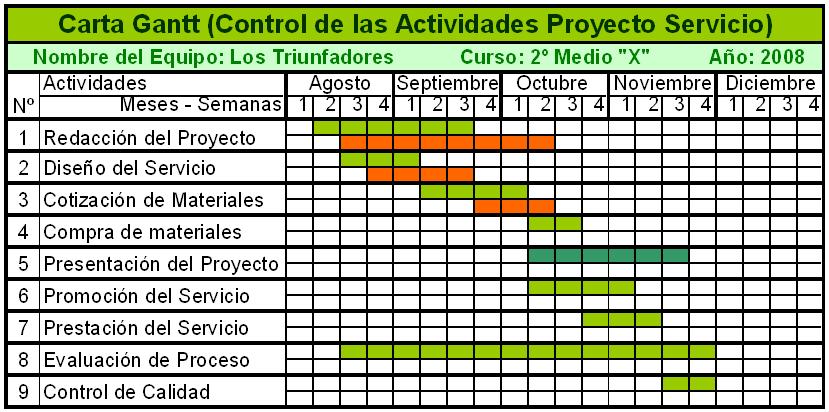 Carta Gantt (Control de las Actividades Proyecto Servicio)
Nombre del Equipo: Los Triunfadores Curso: 2º Medio "X" Año: 2008
Nº Actividades Agosto Septiembre Octubre Noviembre Diciembre
Meses - Semanas 1 2 3 4 1 2 3 4 1 2 3 4 1 2 3 4 1 2 3 4
1 Redacción del Proyecto
2 Diseño del Servicio
3 Cotización de Materiales
4 Compra de materiales
5 Presentación del Proyecto
6 Promoción del Servicio
7 Prestación del Servicio
8 Evaluación de Proceso
9 Control de Calidad